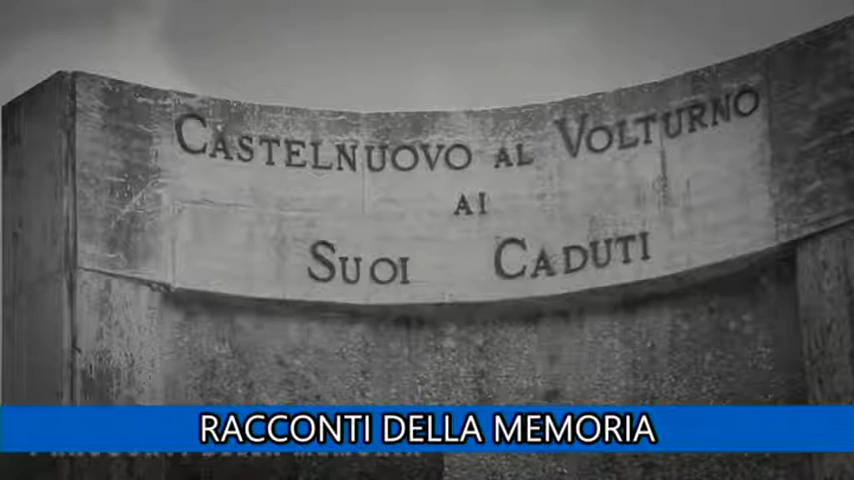 CASTELNUOVO AL VOLTURNO
AI
SUOI CADUTI
RACCONTI DELLA MEMORIA